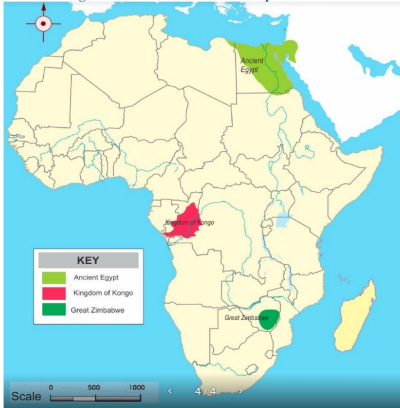 Ancient
Egypt
Kingdom of Kongo
KEY
Ancient Egypt
Kingdom of Kongo
Great Zimbabwe
Great Zimbabwe
0 500 1000
Scale
< 4/4 >